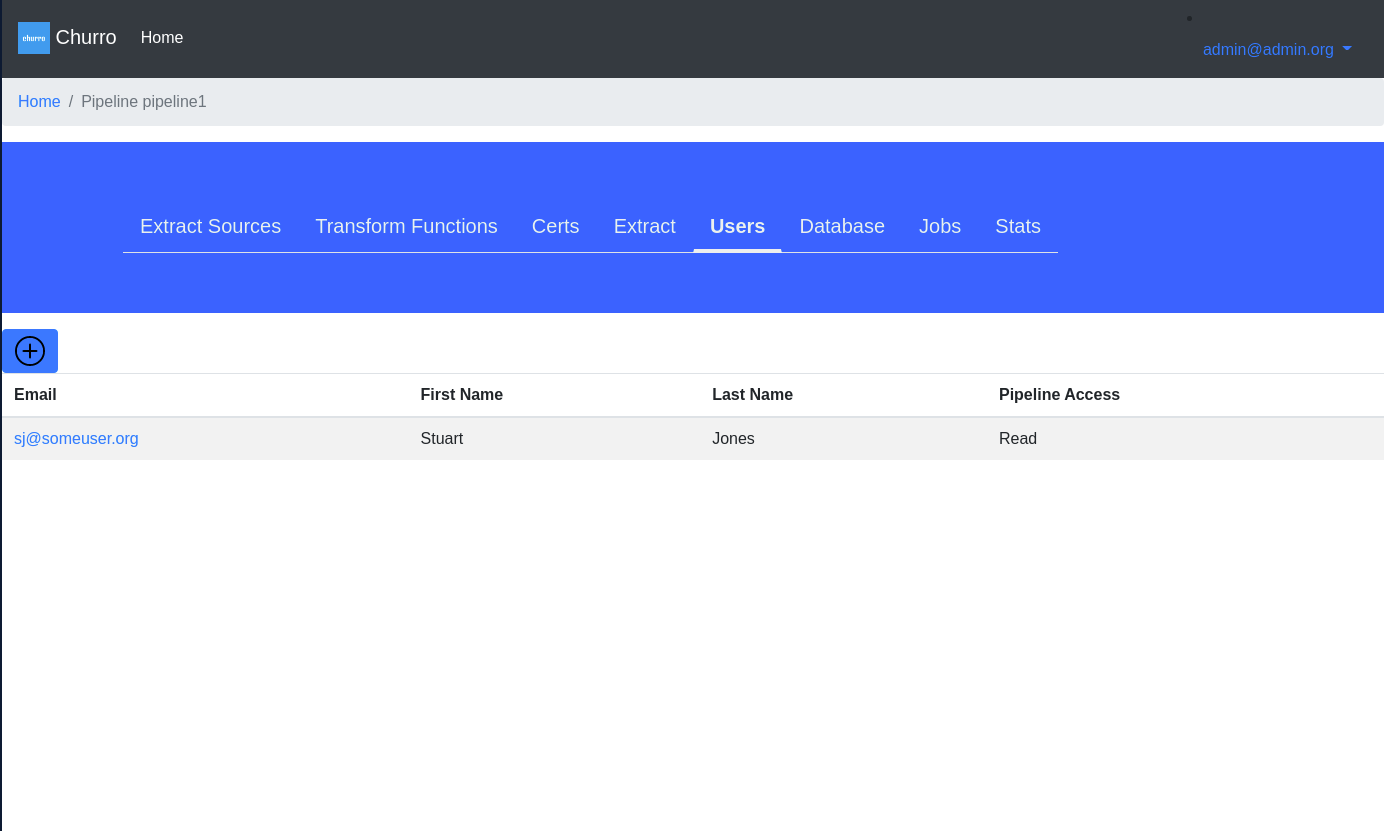 churro Churro Home
admin@admin.org
Home / Pipeline pipeline1
Extract Sources Transform Functions Certs Extract Users Database Jobs Stats
Email First Name Last Name Pipeline Access
sj@someuser.org Stuart Jones Read